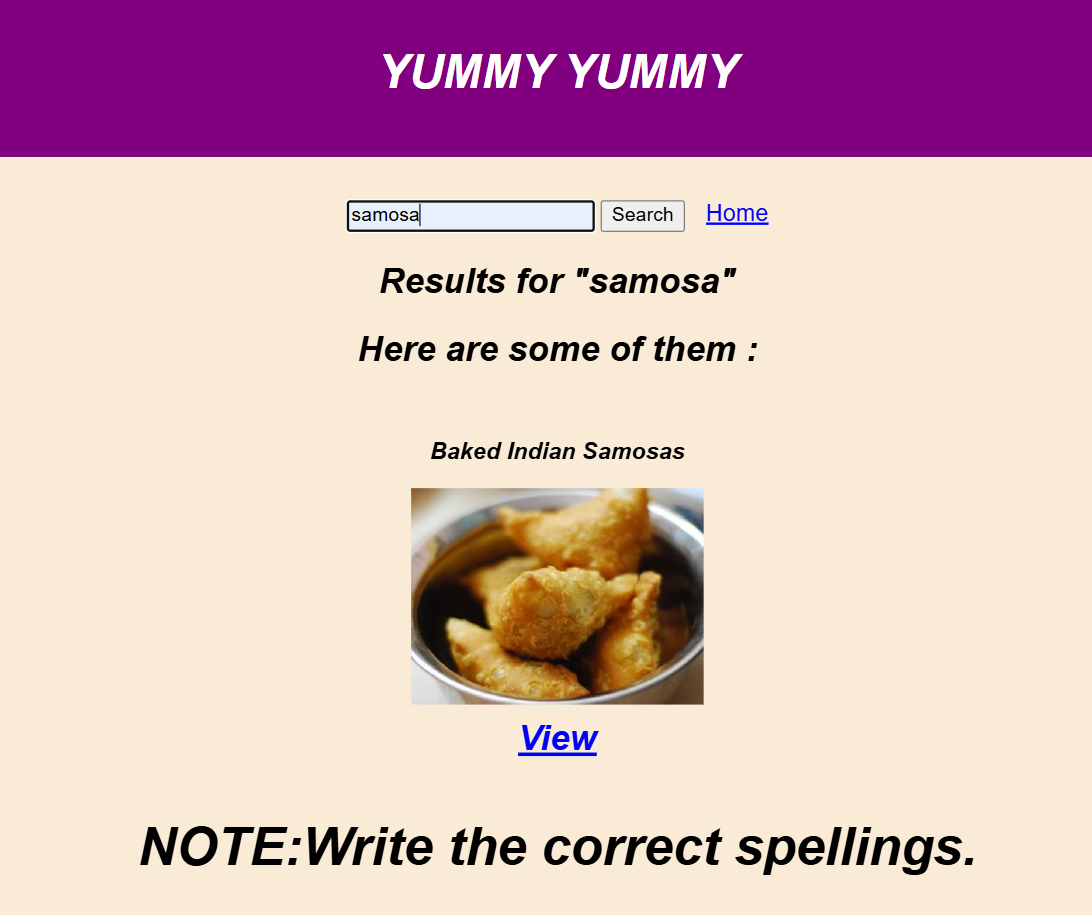 YUMMY YUMMY
samosa Search Home
Results for "samosa"
Here are some of them :
Baked Indian Samosas
View
NOTE:Write the correct spellings.